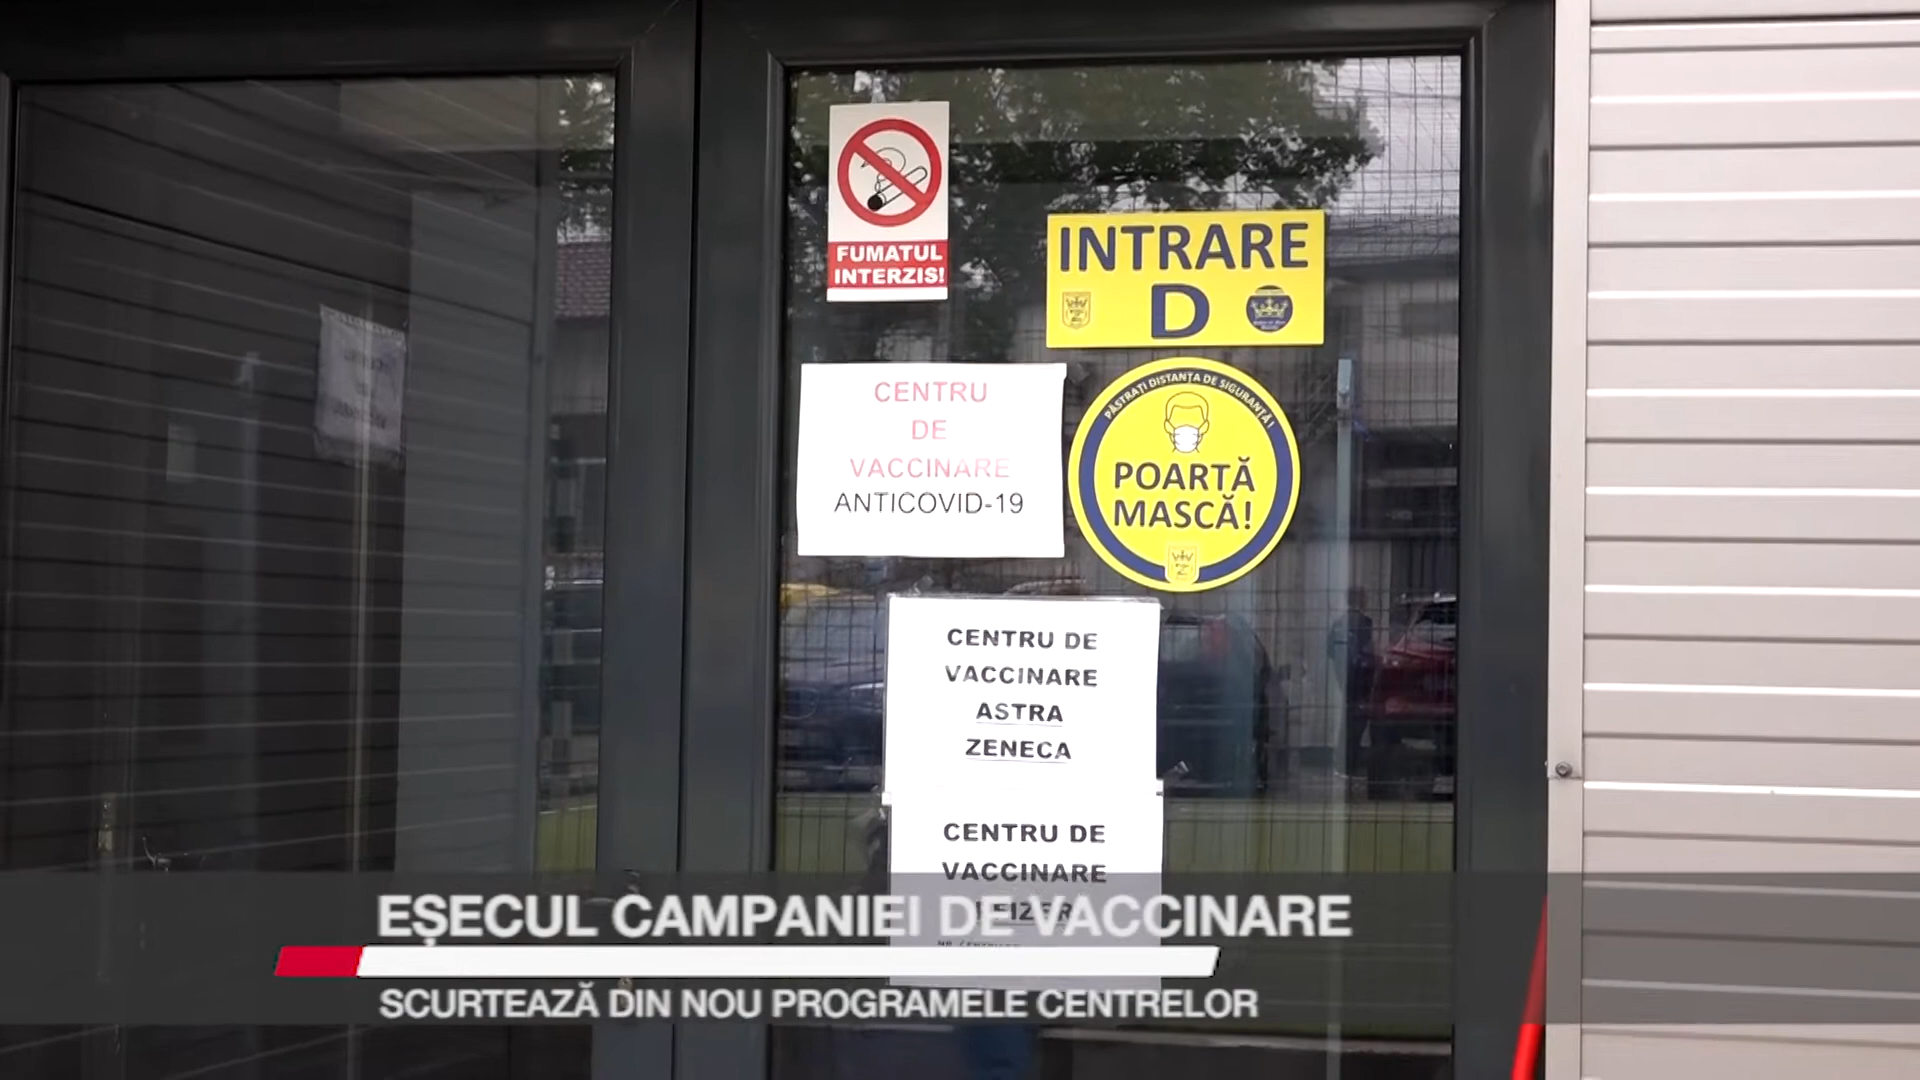 FUMATUL
INTERZIS!
INTRARE
D
CENTRU
DE
VACCINARE
ANTICOVID-19
PĂSTRAȚI DISTANȚA DE SIGURANȚĂ!
POARTĂ
MASCĂ!
CENTRU DE
VACCINARE
ASTRA
ZENECA
CENTRU DE
VACCINARE
PFIZER
EȘECUL CAMPANIEI DE VACCINARE
SCURTEAZĂ DIN NOU PROGRAMELE CENTRELOR